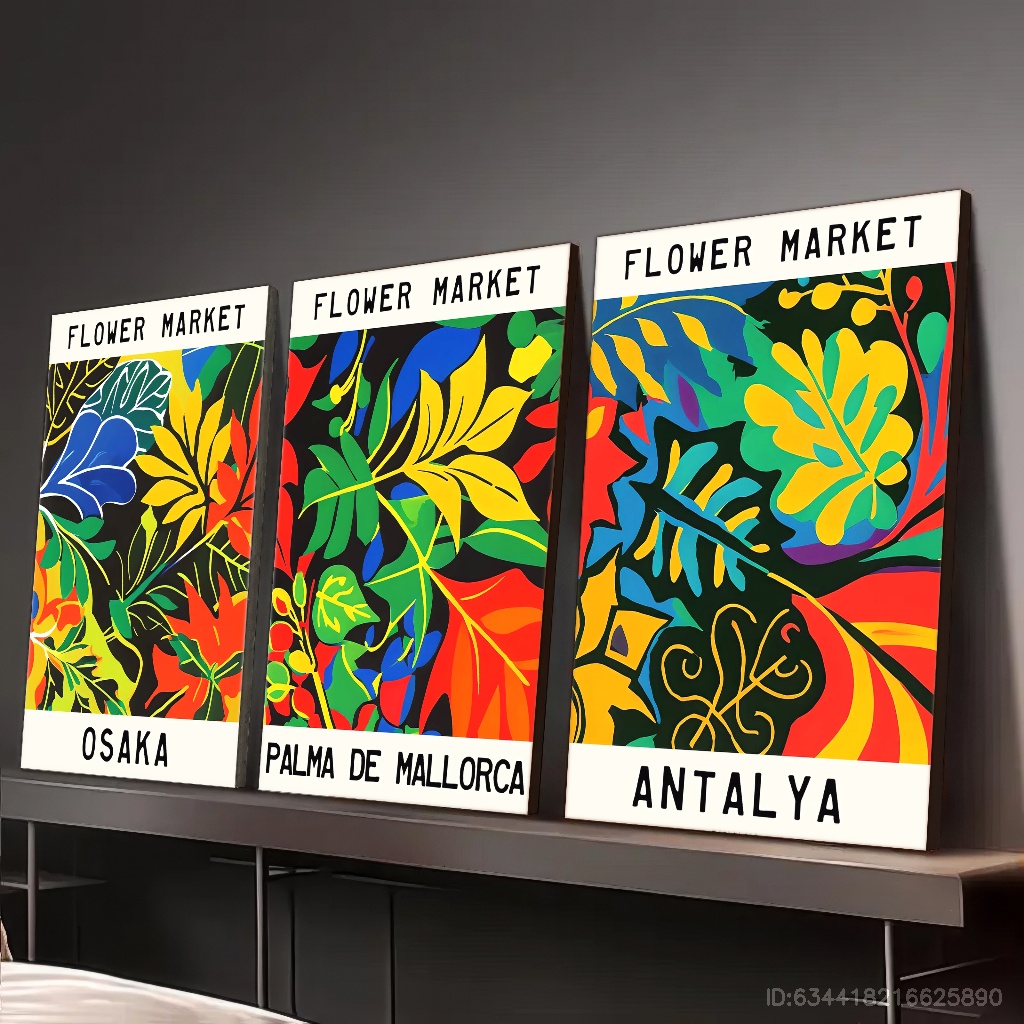 FLOWER MARKET
OSAKA
FLOWER MARKET
PALMA DE MALLORCA
FLOWER MARKET
ANTALYA
ID:634418216625890